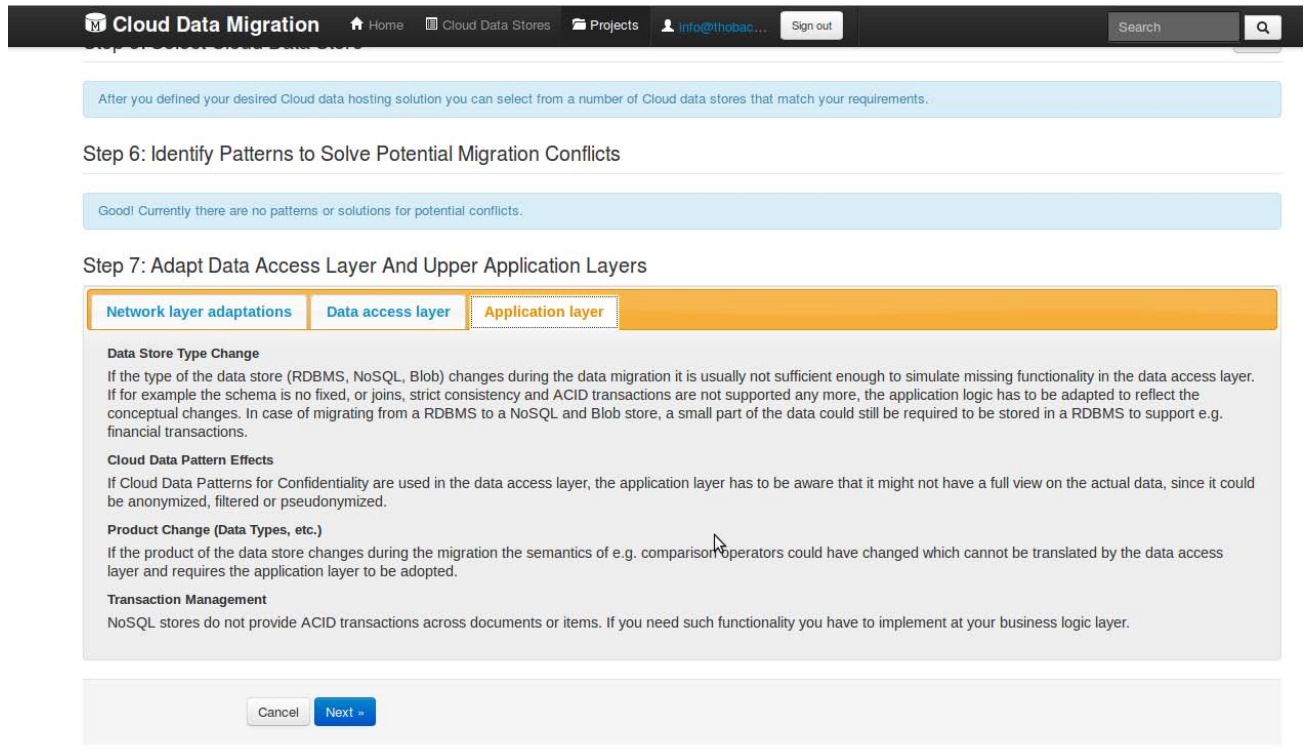 M Cloud Data Migration Home Cloud Data Stores Projects info@thobac... Sign out Search
Step 5: Select Cloud Data Store
After you defined your desired Cloud data hosting solution you can select from a number of Cloud data stores that match your requirements.
Step 6: Identify Patterns to Solve Potential Migration Conflicts
Good! Currently there are no patterns or solutions for potential conflicts.
Step 7: Adapt Data Access Layer And Upper Application Layers
Network layer adaptations Data access layer Application layer
Data Store Type Change
If the type of the data store (RDBMS, NoSQL, Blob) changes during the data migration it is usually not sufficient enough to simulate missing functionality in the data access layer.
If for example the schema is no fixed, or joins, strict consistency and ACID transactions are not supported any more, the application logic has to be adapted to reflect the
conceptual changes. In case of migrating from a RDBMS to a NoSQL and Blob store, a small part of the data could still be required to be stored in a RDBMS to support e.g.
financial transactions.
Cloud Data Pattern Effects
If Cloud Data Patterns for Confidentiality are used in the data access layer, the application layer has to be aware that it might not have a full view on the actual data, since it could
be anonymized, filtered or pseudonymized.
Product Change (Data Types, etc.)
If the product of the data store changes during the migration the semantics of e.g. comparison operators could have changed which cannot be translated by the data access
layer and requires the application layer to be adopted.
Transaction Management
NoSQL stores do not provide ACID transactions across documents or items. If you need such functionality you have to implement at your business logic layer.
Cancel Next »